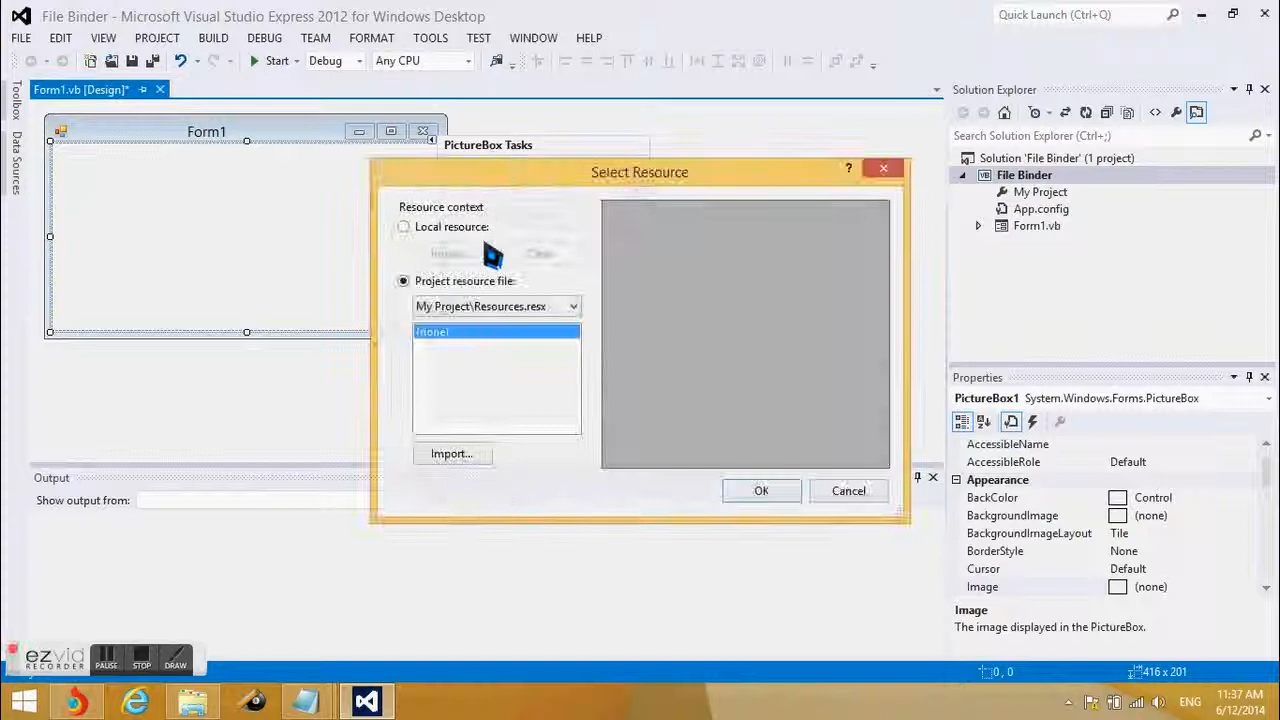 File Binder - Microsoft Visual Studio Express 2012 for Windows Desktop
Quick Launch (Ctrl+Q)
FILE EDIT VIEW PROJECT BUILD DEBUG TEAM FORMAT TOOLS TEST WINDOW HELP
Start Debug Any CPU
Form1.vb [Design]*
Solution Explorer
Toolbox
Data Sources
Form1
PictureBox Tasks
Select Resource
?
Resource context
Local resource:
Import...
Clear
Project resource file:
My Project\Resources.resx
(none)
Import...
OK
Cancel
Search Solution Explorer (Ctrl+;)
Solution 'File Binder' (1 project)
VB File Binder
My Project
App.config
Form1.vb
Properties
PictureBox1 System.Windows.Forms.PictureBox
AccessibleName
AccessibleRole Default
Appearance
BackColor Control
BackgroundImage (none)
BackgroundImageLayout Tile
BorderStyle None
Cursor Default
Image (none)
Image
The image displayed in the PictureBox.
Output
Show output from:
ezvid
RECORDER
PAUSE
STOP
DRAW
0 , 0
416 x 201
ENG
11:37 AM
6/12/2014